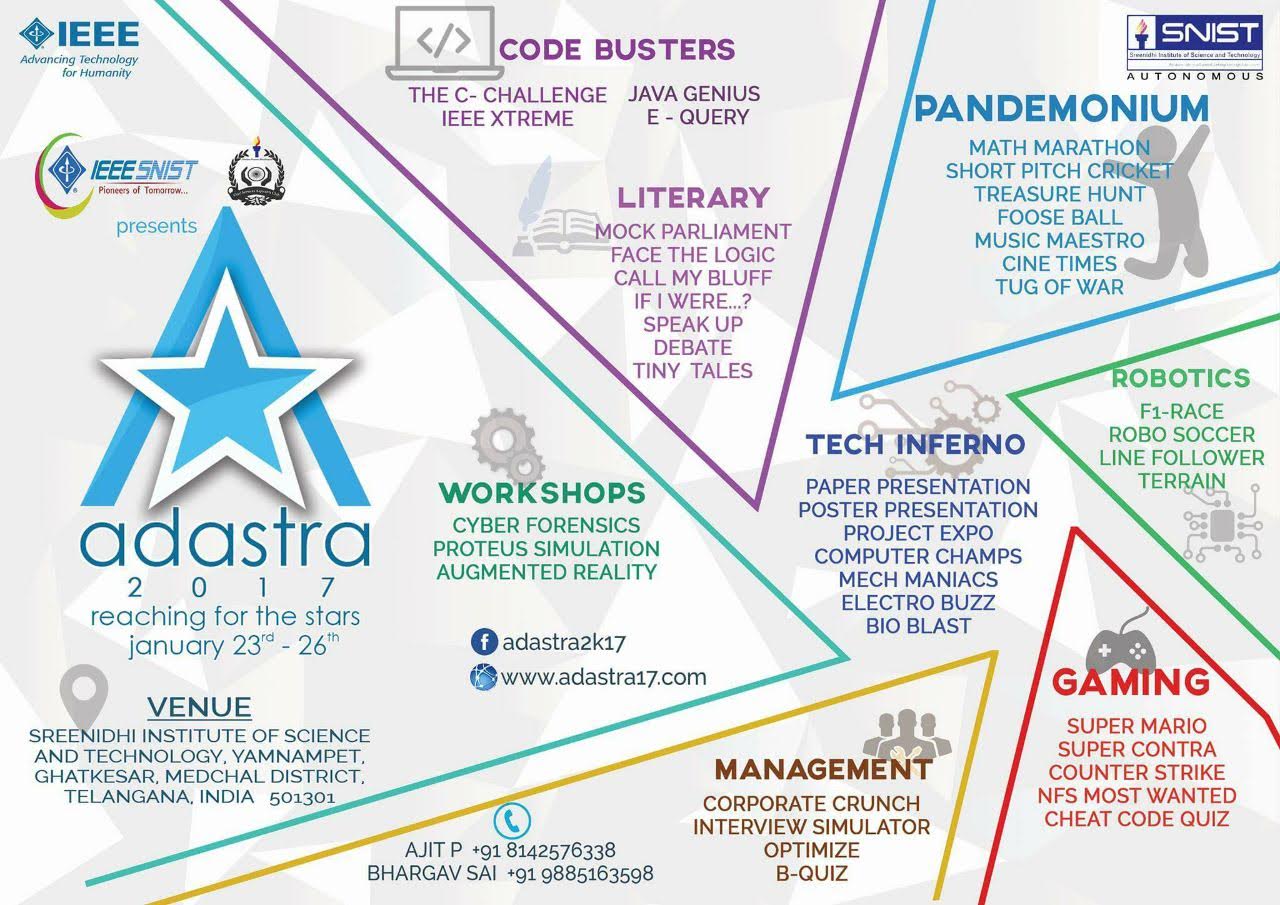 IEEE
Advancing Technology
for Humanity
IEEE SNIST
Pioneers of Tomorrow...
presents
adastra
2 0 1 7
reaching for the stars
january 23rd - 26th
VENUE
SREENIDHI INSTITUTE OF SCIENCE
AND TECHNOLOGY, YAMNAMPET,
GHATKESAR, MEDCHAL DISTRICT,
TELANGANA, INDIA 501301
</>
CODE BUSTERS
THE C- CHALLENGE JAVA GENIUS
IEEE XTREME E - QUERY
LITERARY
MOCK PARLIAMENT
FACE THE LOGIC
CALL MY BLUFF
IF I WERE...?
SPEAK UP
DEBATE
TINY TALES
WORKSHOPS
CYBER FORENSICS
PROTEUS SIMULATION
AUGMENTED REALITY
adastra2k17
www.adastra17.com
AJIT P +91 8142576338
BHARGAV SAI +91 9885163598
SNIST
Sreenidhi Institute of Science and Technology
AUTONOMOUS
PANDEMONIUM
MATH MARATHON
SHORT PITCH CRICKET
TREASURE HUNT
FOOSE BALL
MUSIC MAESTRO
CINE TIMES
TUG OF WAR
TECH INFERNO
PAPER PRESENTATION
POSTER PRESENTATION
PROJECT EXPO
COMPUTER CHAMPS
MECH MANIACS
ELECTRO BUZZ
BIO BLAST
ROBOTICS
F1-RACE
ROBO SOCCER
LINE FOLLOWER
TERRAIN
MANAGEMENT
CORPORATE CRUNCH
INTERVIEW SIMULATOR
OPTIMIZE
B-QUIZ
GAMING
SUPER MARIO
SUPER CONTRA
COUNTER STRIKE
NFS MOST WANTED
CHEAT CODE QUIZ